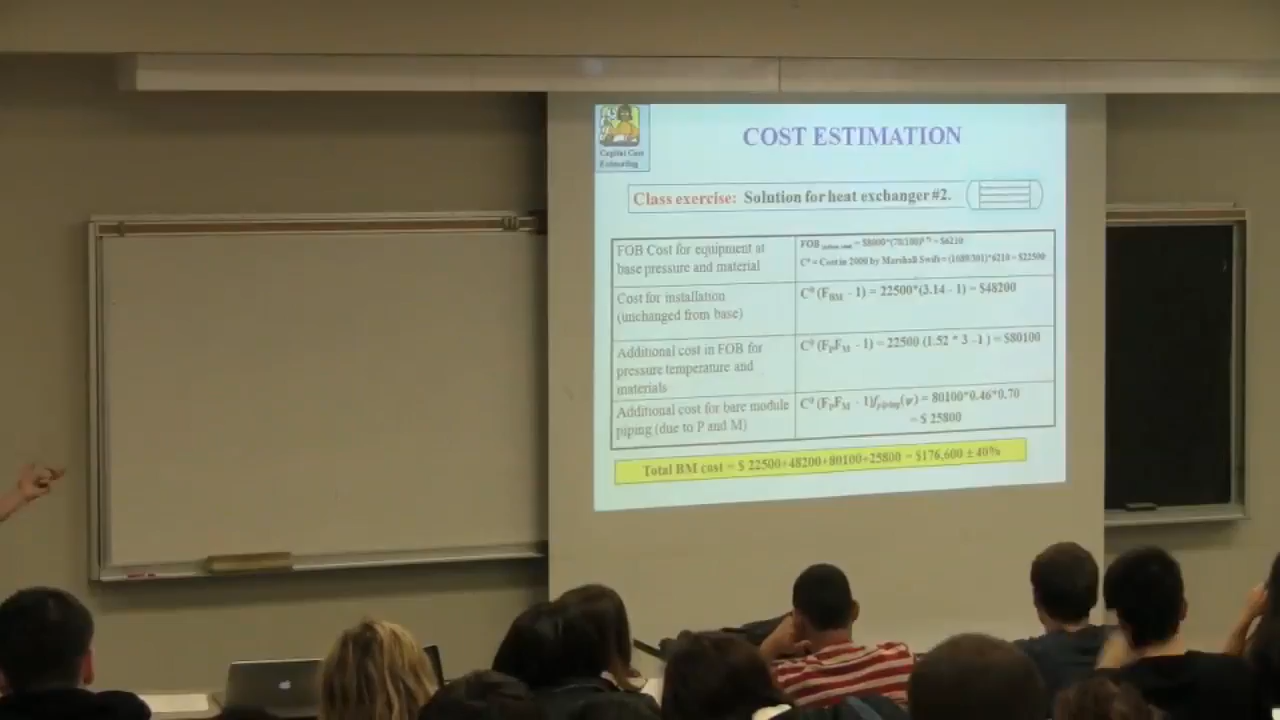 Capital Cost
Estimating
COST ESTIMATION
Class exercise: Solution for heat exchanger #2.
FOB Cost for equipment at
base pressure and material
= $8000*(70/100) = $6210
C° = Cost in 2000 by Marshall Swift = (1089/301)*6210 = $22500
Cost for installation
(unchanged from base)
C° (F_BM - 1) = 22500*(3.14 - 1) = $48200
Additional cost in FOB for
pressure temperature and
materials
C° (F_P F_M - 1) = 22500 (1.52 * 3 -1 ) = $80100
Additional cost for bare module
piping (due to P and M)
C° (F_P F_M - 1)f_piping(ψ) = 80100*0.46*0.70
= $ 25800
Total BM cost = $ 22500+48200+80100+25800 = $176,600 ± 40%